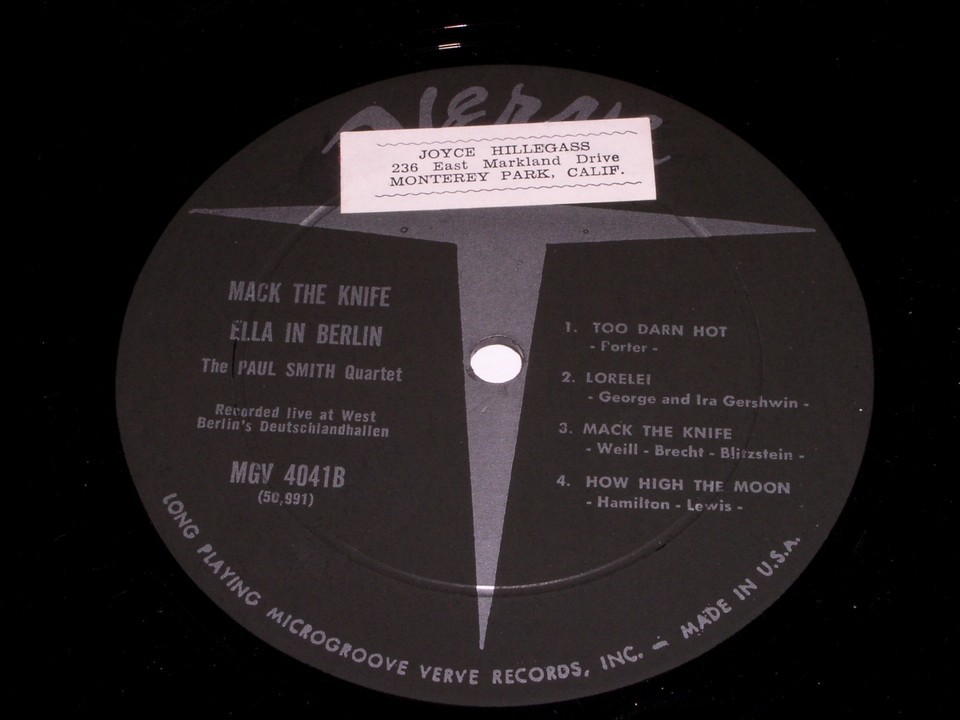 Verve
JOYCE HILLEGASS
236 East Markland Drive
MONTEREY PARK, CALIF.
MACK THE KNIFE
ELLA IN BERLIN
The PAUL SMITH Quartet
Recorded live at West
Berlin's Deutschlandhallen
MGV 4041B
(50,991)
1. TOO DARN HOT
- Porter -
2. LORELEI
- George and Ira Gershwin -
3. MACK THE KNIFE
- Weill - Brecht - Blitzstein -
4. HOW HIGH THE MOON
- Hamilton - Lewis -
LONG PLAYING MICROGROOVE VERVE RECORDS, INC. - MADE IN U.S.A.